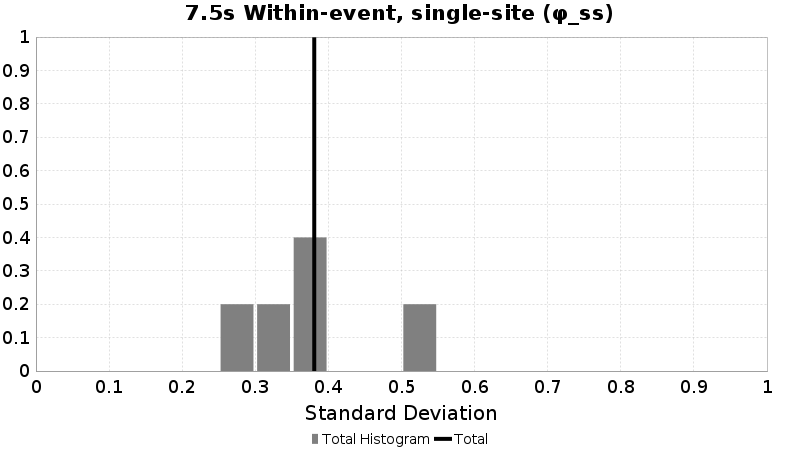 7.5s Within-event, single-site (φ_ss)
1
0.9
0.8
0.7
0.6
0.5
0.4
0.3
0.2
0.1
0
0 0.1 0.2 0.3 0.4 0.5 0.6 0.7 0.8 0.9 1
Standard Deviation
Total Histogram Total